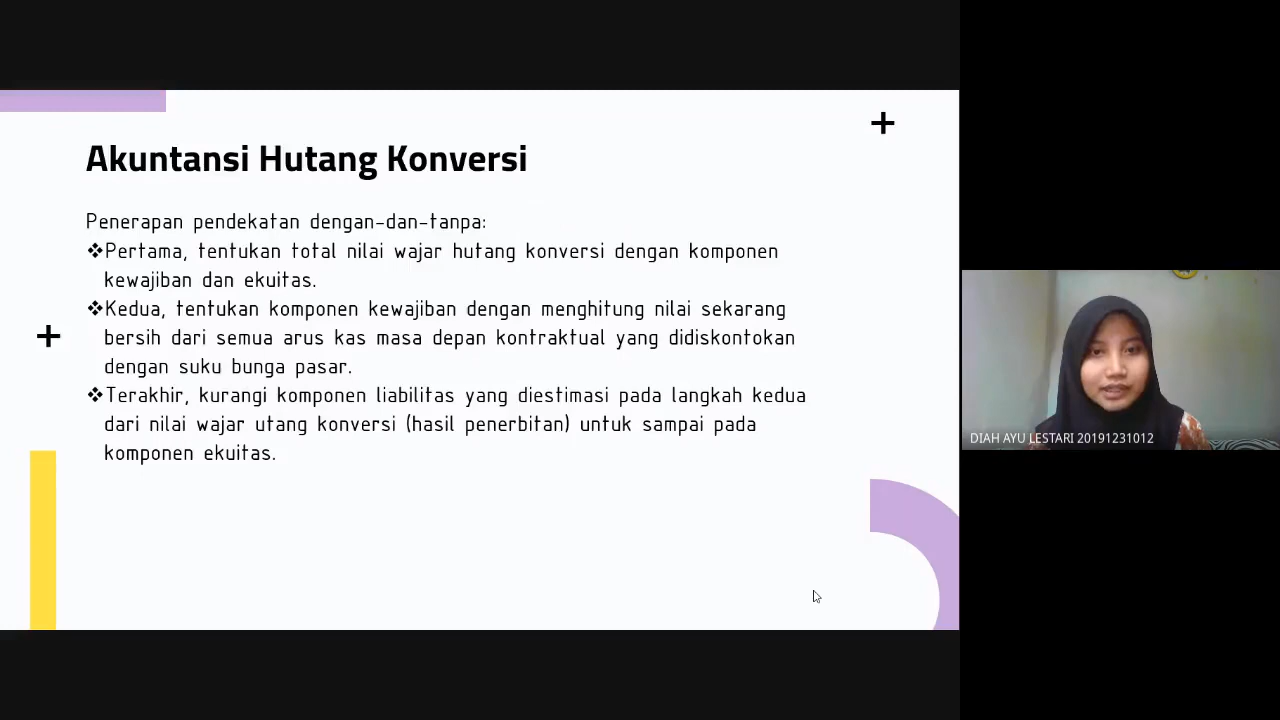 Akuntansi Hutang Konversi
Penerapan pendekatan dengan-dan-tanpa:
❖Pertama, tentukan total nilai wajar hutang konversi dengan komponen
kewajiban dan ekuitas.
❖Kedua, tentukan komponen kewajiban dengan menghitung nilai sekarang
bersih dari semua arus kas masa depan kontraktual yang didiskontokan
dengan suku bunga pasar.
❖Terakhir, kurangi komponen liabilitas yang diestimasi pada langkah kedua
dari nilai wajar utang konversi (hasil penerbitan) untuk sampai pada
komponen ekuitas.
DIAH AYU LESTARI 20191231012